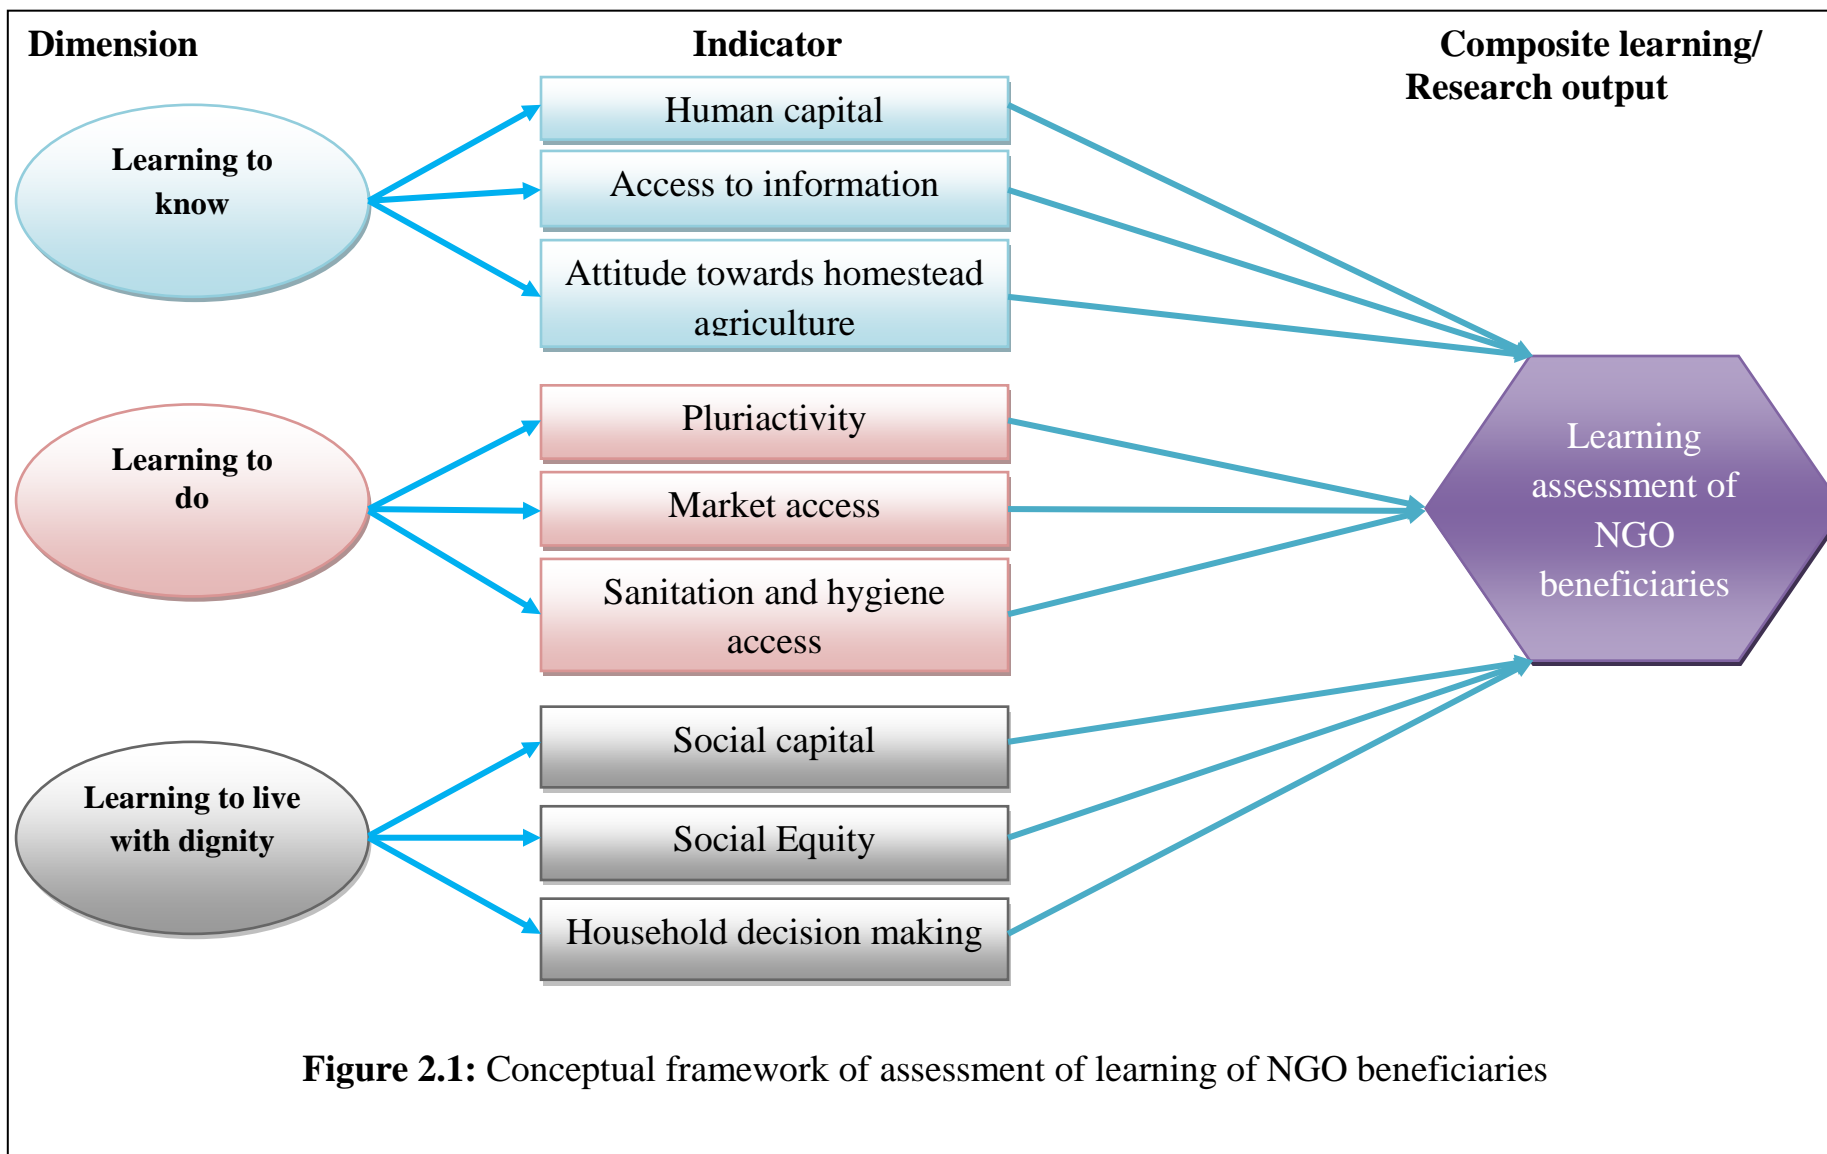 Dimension
Indicator
Composite learning/
Research output
Learning to
know
Human capital
Access to information
Attitude towards homestead
agriculture
Learning to
do
Pluriactivity
Market access
Sanitation and hygiene
access
Learning to live
with dignity
Social capital
Social Equity
Household decision making
Learning
assessment of
NGO
beneficiaries
Figure 2.1: Conceptual framework of assessment of learning of NGO beneficiaries